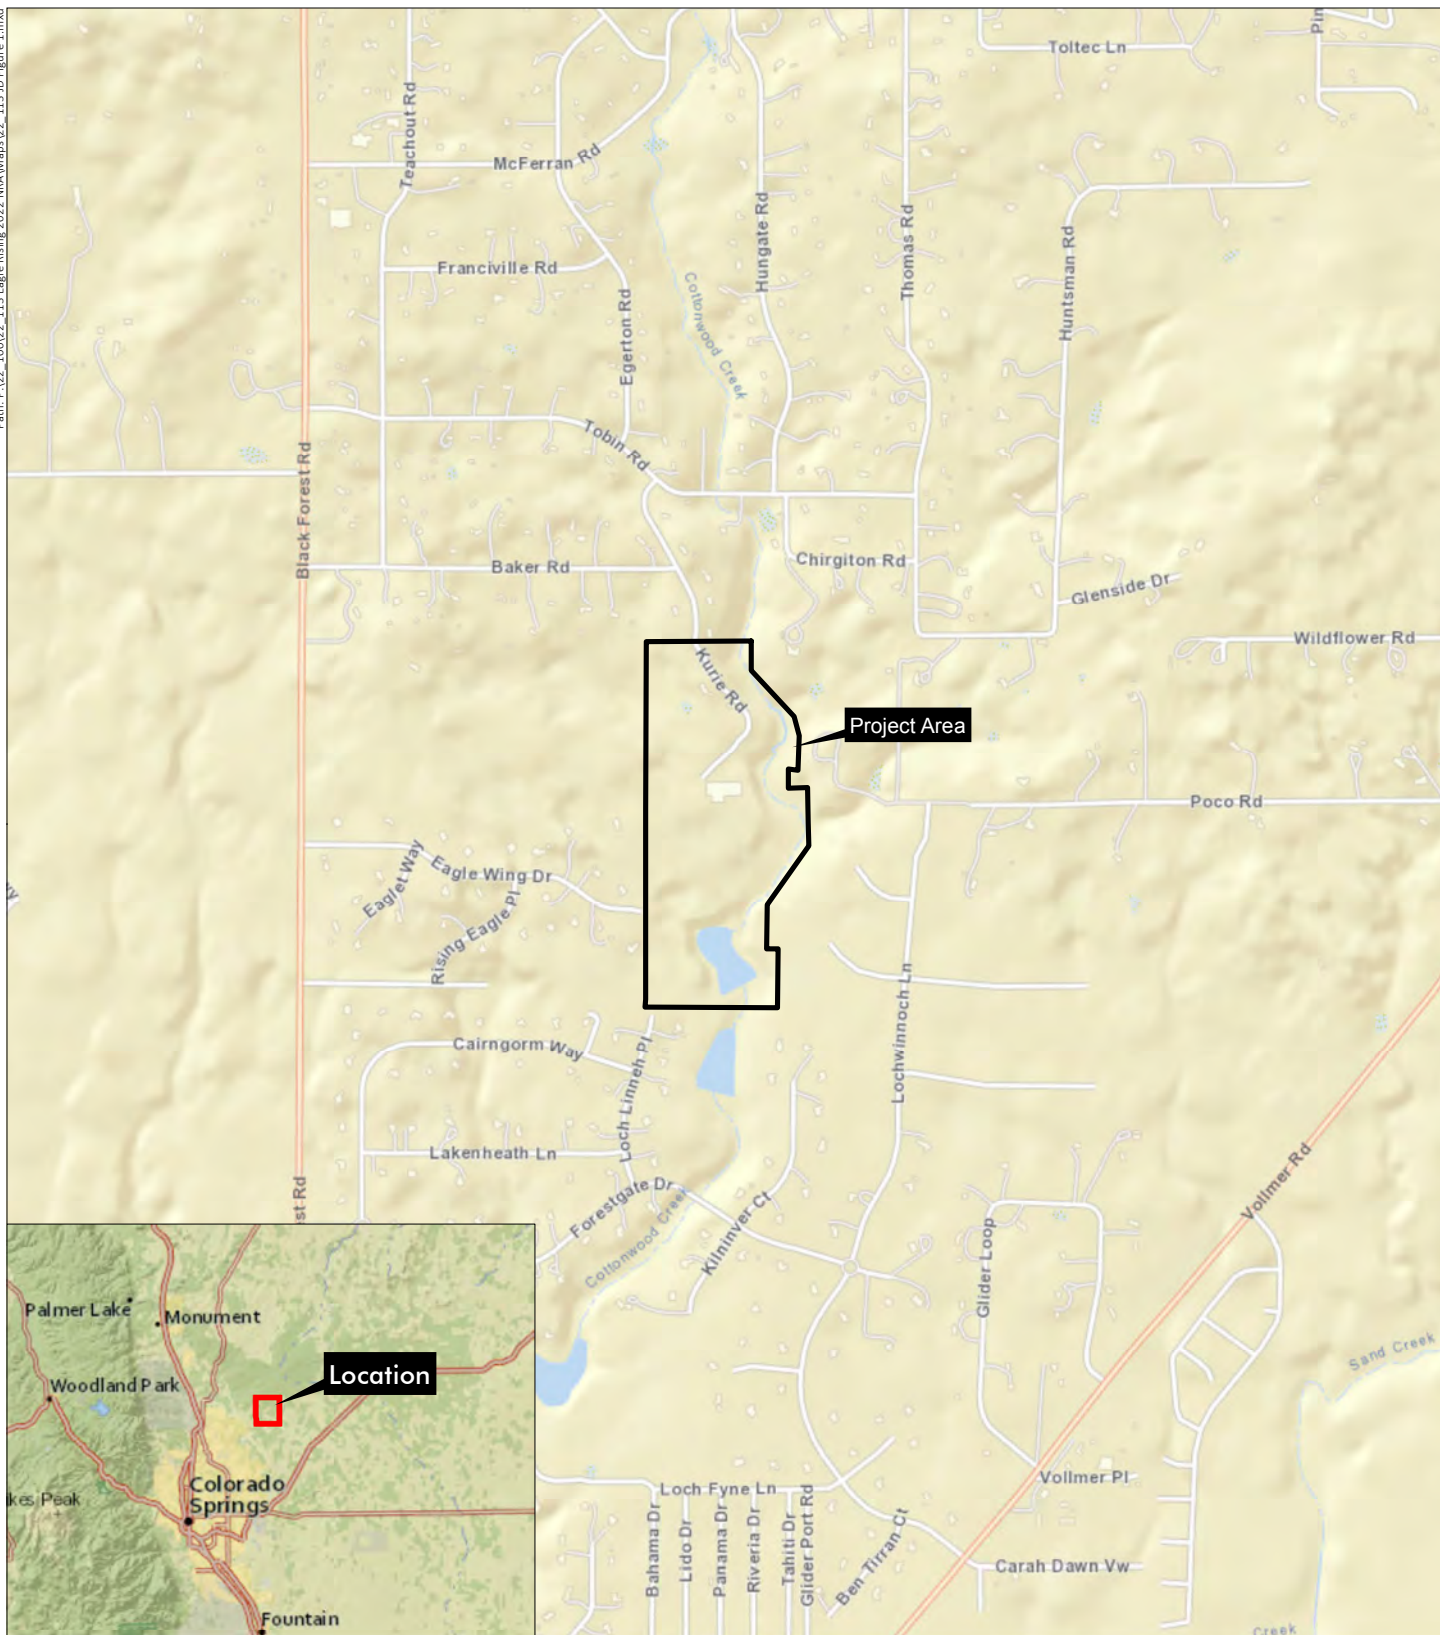 Toltec Ln
Teachout Rd
McFerran Rd
Hungate Rd
Thomas Rd
Huntsman Rd
Franciville Rd
Egerton Rd
Cottonwood Creek
Tobin Rd
Black Forest Rd
Baker Rd
Chirgiton Rd
Glenside Dr
Wildflower Rd
Kurie Rd
Project Area
Poco Rd
Eaglet Way
Eagle Wing Dr
Rising Eagle Pl
Lochwinnoch Ln
Cairngorm Way
Loch Linneh Pl
Lakenheath Ln
Forestgate Dr
Cottonwood Creek
Kilninver Ct
Vollmer Rd
st Rd
Glider Loop
Sand Creek
Palmer Lake
Monument
Location
Woodland Park
Colorado
Springs
kes Peak
Fountain
Vollmer Pl
Loch Fyne Ln
Bahama Dr
Lido Dr
Panama Dr
Riveria Dr
Tahiti Dr
Glider Port Rd
Ben Tirran Ct
Carah Dawn Vw
Creek